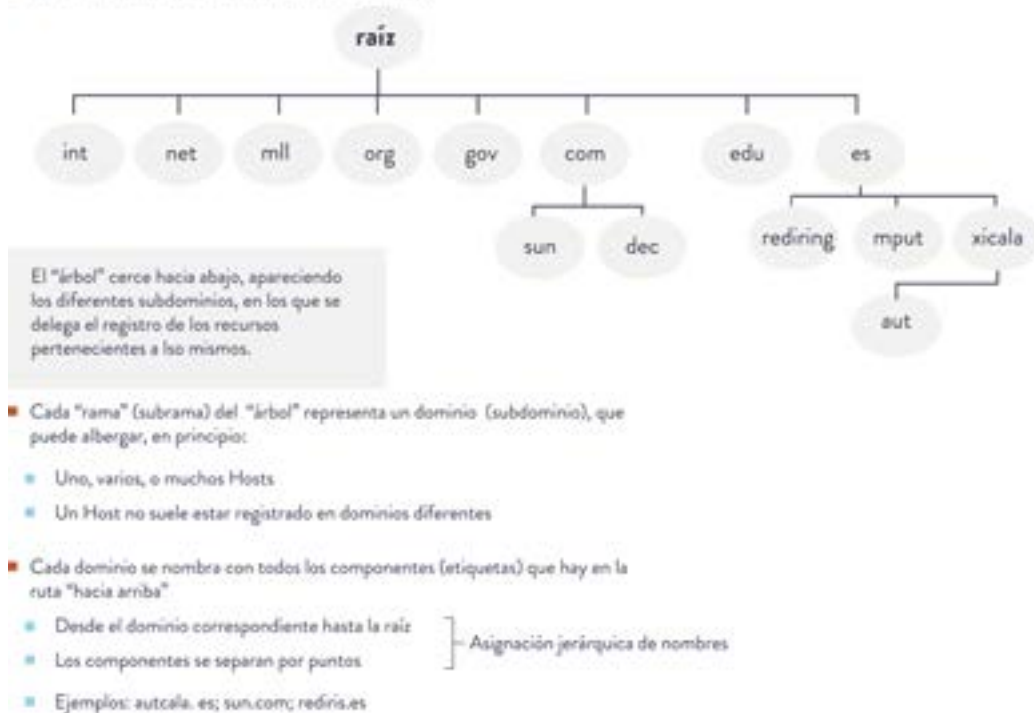 raíz
int net mll org gov com edu es
sun dec rediring mput xicala
aut
El "árbol" cerce hacia abajo, apareciendo
los diferentes subdominios, en los que se
delega el registro de los recursos
pertenecientes a lso mismos.
Cada "rama" (subrama) del "árbol" representa un dominio (subdominio), que
puede albergar, en principio:
Uno, varios, o muchos Hosts
Un Host no suele estar registrado en dominios diferentes
Cada dominio se nombra con todos los componentes (etiquetas) que hay en la
ruta "hacia arriba"
Desde el dominio correspondiente hasta la raíz
Los componentes se separan por puntos
Asignación jerárquica de nombres
Ejemplos: autcala. es; sun.com; rediris.es